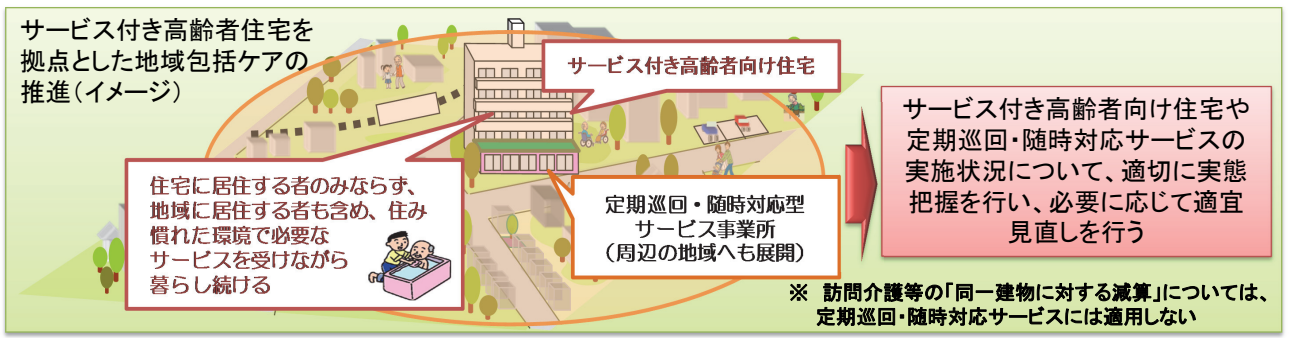 サービス付き高齢者住宅を
拠点とした地域包括ケアの
推進(イメージ)
サービス付き高齢者向け住宅
住宅に居住する者のみならず、
地域に居住する者も含め、住み
慣れた環境で必要な
サービスを受けながら
暮らし続ける
定期巡回・随時対応型
サービス事業所
(周辺の地域へも展開)
サービス付き高齢者向け住宅や
定期巡回・随時対応サービスの
実施状況について、適切に実態
把握を行い、必要に応じて適宜
見直しを行う
※ 訪問介護等の「同一建物に対する減算」については、
定期巡回・随時対応サービスには適用しない